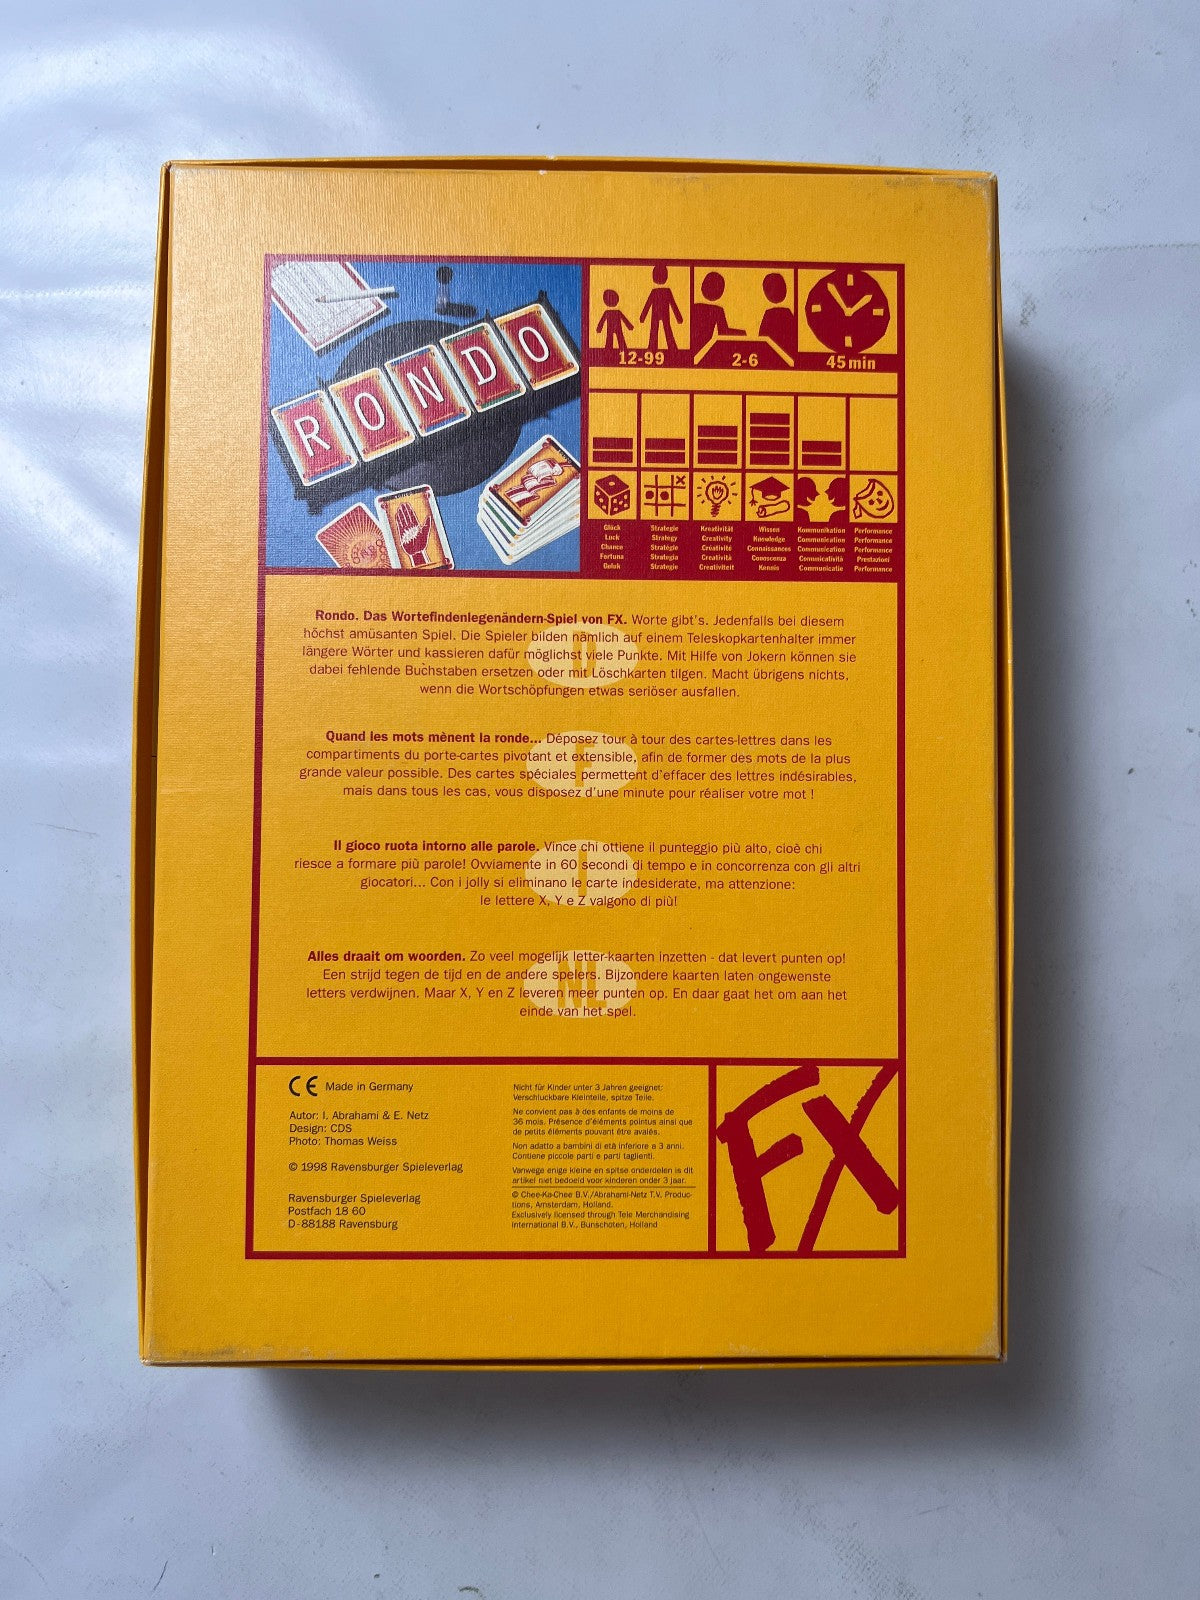 RONDO
12-99
2-6
45 min
Glück Strategie Kreativität Wissen Kommunikation Performance
Luck Strategy Creativity Knowledge Communication Performance
Chance Stratégie Créativité Connaissances Communication Performance
Fortuna Strategia Creatività Conoscenza Comunicatività Prestazioni
Geluk Strategie Creativiteit Kennis Communicatie Performance
Rondo. Das Wortefindenlegenändern-Spiel von FX. Worte gibt's. Jedenfalls bei diesem
höchst amüsanten Spiel. Die Spieler bilden nämlich auf einem Teleskopkartenhalter immer
längere Wörter und kassieren dafür möglichst viele Punkte. Mit Hilfe von Jokern können sie
dabei fehlende Buchstaben ersetzen oder mit Löschkarten tilgen. Macht übrigens nichts,
wenn die Wortschöpfungen etwas seriöser ausfallen.
D
Quand les mots mènent la ronde... Déposez tour à tour des cartes-lettres dans les
compartiments du porte-cartes pivotant et extensible, afin de former des mots de la plus
grande valeur possible. Des cartes spéciales permettent d'effacer des lettres indésirables,
mais dans tous les cas, vous disposez d'une minute pour réaliser votre mot !
F
Il gioco ruota intorno alle parole. Vince chi ottiene il punteggio più alto, cioè chi
riesce a formare più parole! Ovviamente in 60 secondi di tempo e in concorrenza con gli altri
giocatori... Con i jolly si eliminano le carte indesiderate, ma attenzione:
le lettere X, Y e Z valgono di più!
I
Alles draait om woorden. Zo veel mogelijk letter-kaarten inzetten - dat levert punten op!
Een strijd tegen de tijd en de andere spelers. Bijzondere kaarten laten ongewenste
letters verdwijnen. Maar X, Y en Z leveren meer punten op. En daar gaat het om aan het
einde van het spel.
NL
CE Made in Germany
Autor: I. Abrahami & E. Netz
Design: CDS
Photo: Thomas Weiss
© 1998 Ravensburger Spieleverlag
Ravensburger Spieleverlag
Postfach 18 60
D-88188 Ravensburg
Nicht für Kinder unter 3 Jahren geeignet:
Verschluckbare Kleinteile, spitze Teile.
Ne convient pas à des enfants de moins de
36 mois. Présence d'éléments pointus ainsi que
de petits éléments pouvant être avalés.
Non adatto a bambini di età inferiore a 3 anni.
Contiene piccole parti e parti taglienti.
Vanwege enige kleine en spitse onderdelen is dit
artikel niet bedoeld voor kinderen onder 3 jaar.
© Chee-Ka-Chee B.V./Abrahami-Netz T.V. Produc-
tions, Amsterdam, Holland.
Exclusively licensed through Tele Merchandising
International B.V., Bunschoten, Holland
FX